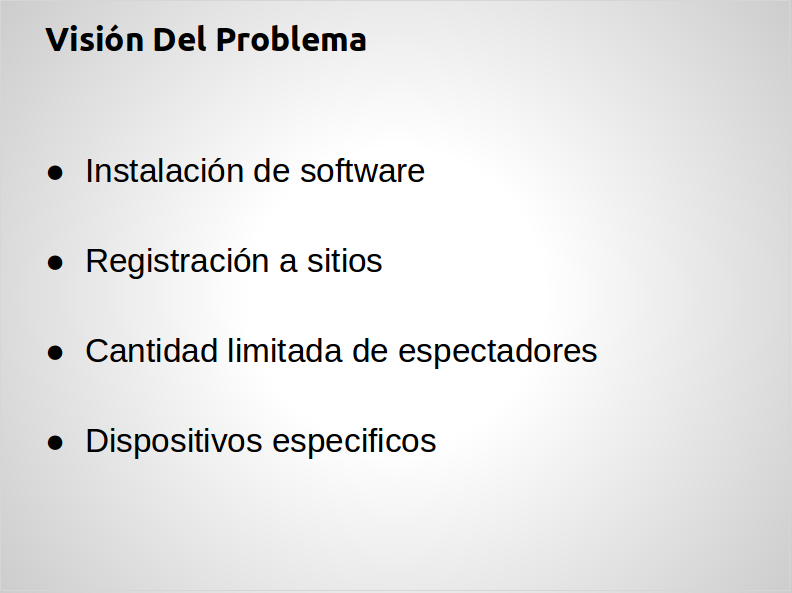 Visión Del Problema
● Instalación de software
● Registración a sitios
● Cantidad limitada de espectadores
● Dispositivos especificos